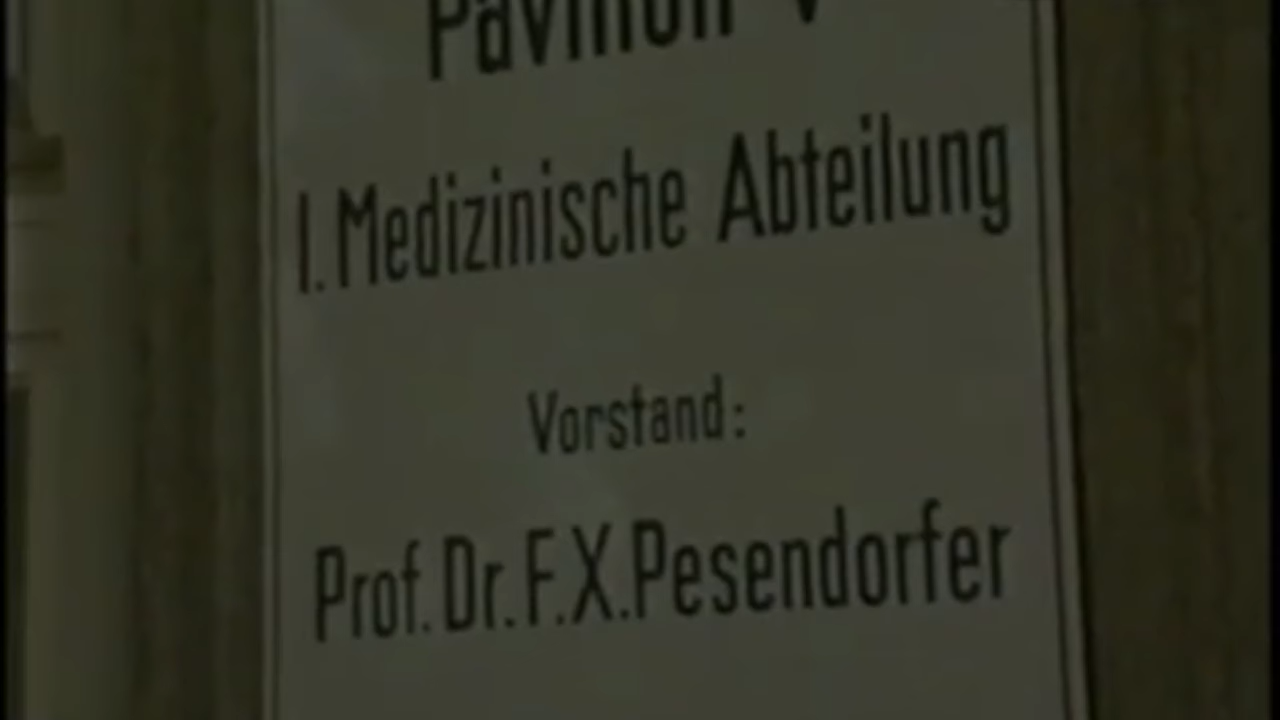 Pavillon V
I. Medizinische Abteilung
Vorstand:
Prof. Dr. F. X. Pesendorfer